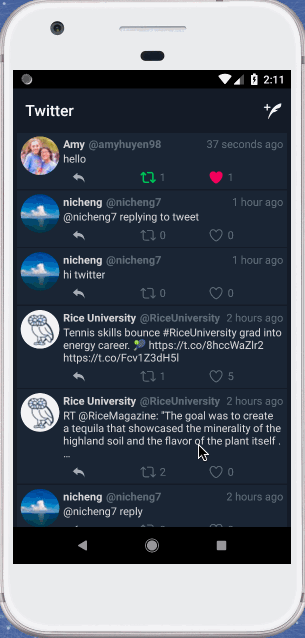 2:11
Twitter
Amy @amyhuyen98 37 seconds ago
hello
1 1
nicheng @nicheng7 1 hour ago
@nicheng7 replying to tweet
0 0
nicheng @nicheng7 1 hour ago
hi twitter
0 0
Rice University @RiceUniversity 2 hours ago
Tennis skills bounce #RiceUniversity grad into
energy career. 🎾 https://t.co/8hccWaZlr2
https://t.co/Fcv1Z3dH5l
1 5
Rice University @RiceUniversity 2 hours ago
RT @RiceMagazine: "The goal was to create
a tequila that showcased the minerality of the
highland soil and the flavor of the plant itself .
…
2 0
nicheng @nicheng7 2 hours ago
@nicheng7 reply